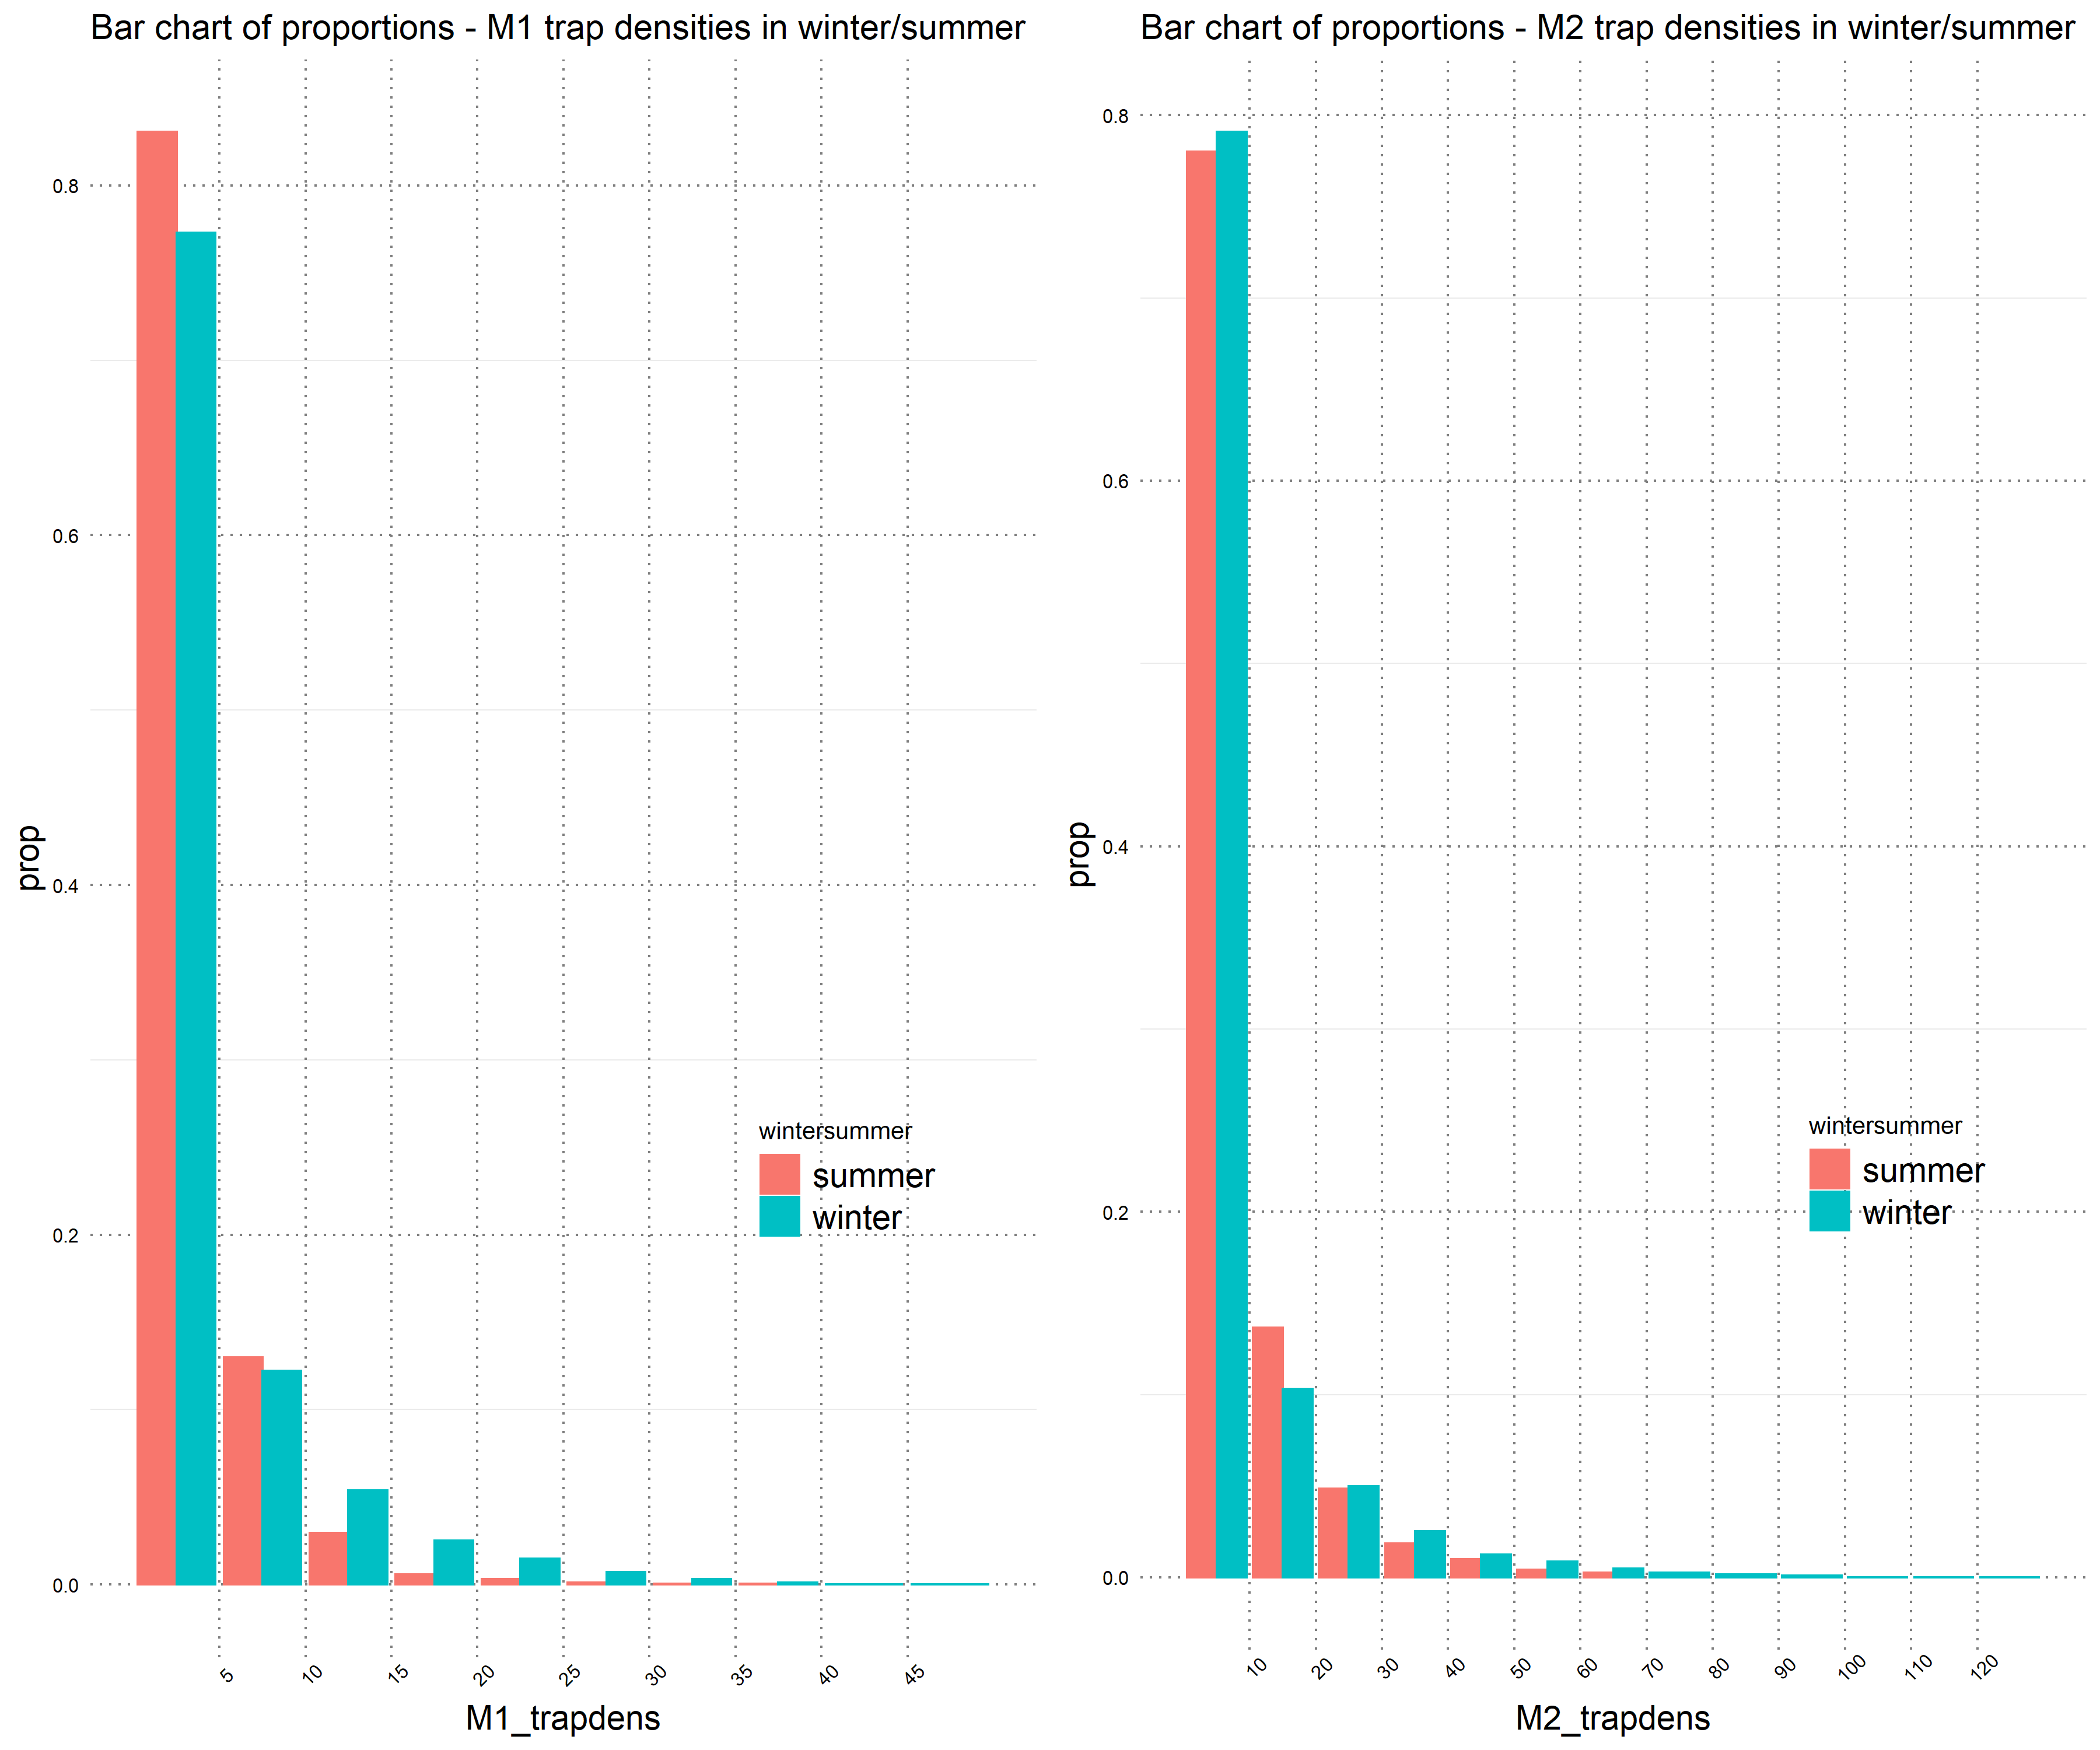 Bar chart of proportions - M1 trap densities in winter/summer
0.8
0.6
0.4
0.2
0.0
prop
wintersummer
summer
winter
5
10
15
20
25
30
35
40
45
M1_trapdens
Bar chart of proportions - M2 trap densities in winter/summer
0.8
0.6
0.4
0.2
0.0
prop
wintersummer
summer
winter
10
20
30
40
50
60
70
80
90
100
110
120
M2_trapdens